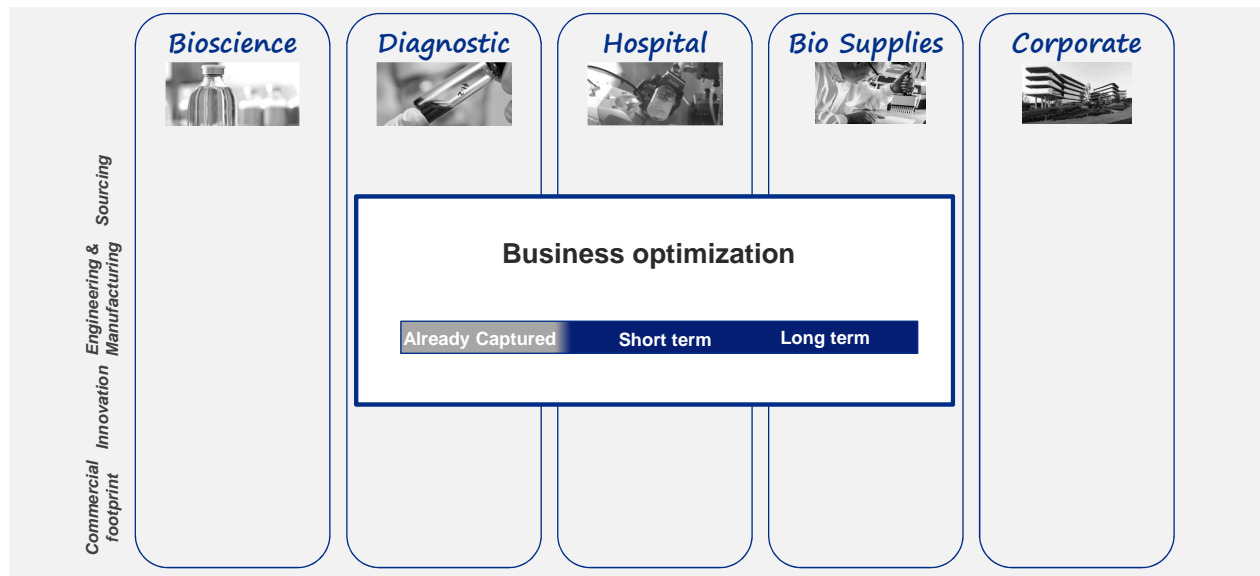 Bioscience
Diagnostic
Hospital
Bio Supplies
Corporate
Sourcing
Engineering &
Manufacturing
Innovation
Commercial
footprint
Business optimization
Already Captured
Short term
Long term